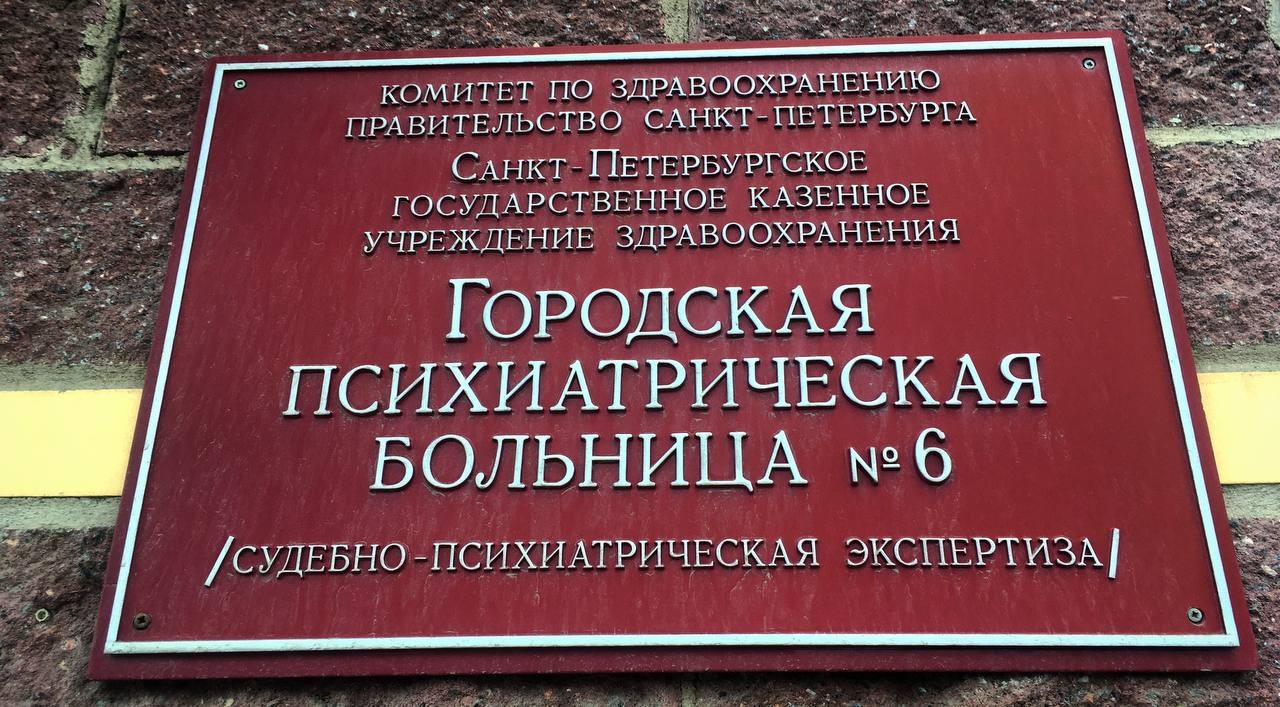 КОМИТЕТ ПО ЗДРАВООХРАНЕНИЮ
ПРАВИТЕЛЬСТВО САНКТ-ПЕТЕРБУРГА
САНКТ-ПЕТЕРБУРГСКОЕ
ГОСУДАРСТВЕННОЕ КАЗЕННОЕ
УЧРЕЖДЕНИЕ ЗДРАВООХРАНЕНИЯ
ГОРОДСКАЯ
ПСИХИАТРИЧЕСКАЯ
БОЛЬНИЦА №6
/СУДЕБНО-ПСИХИАТРИЧЕСКАЯ ЭКСПЕРТИЗА/